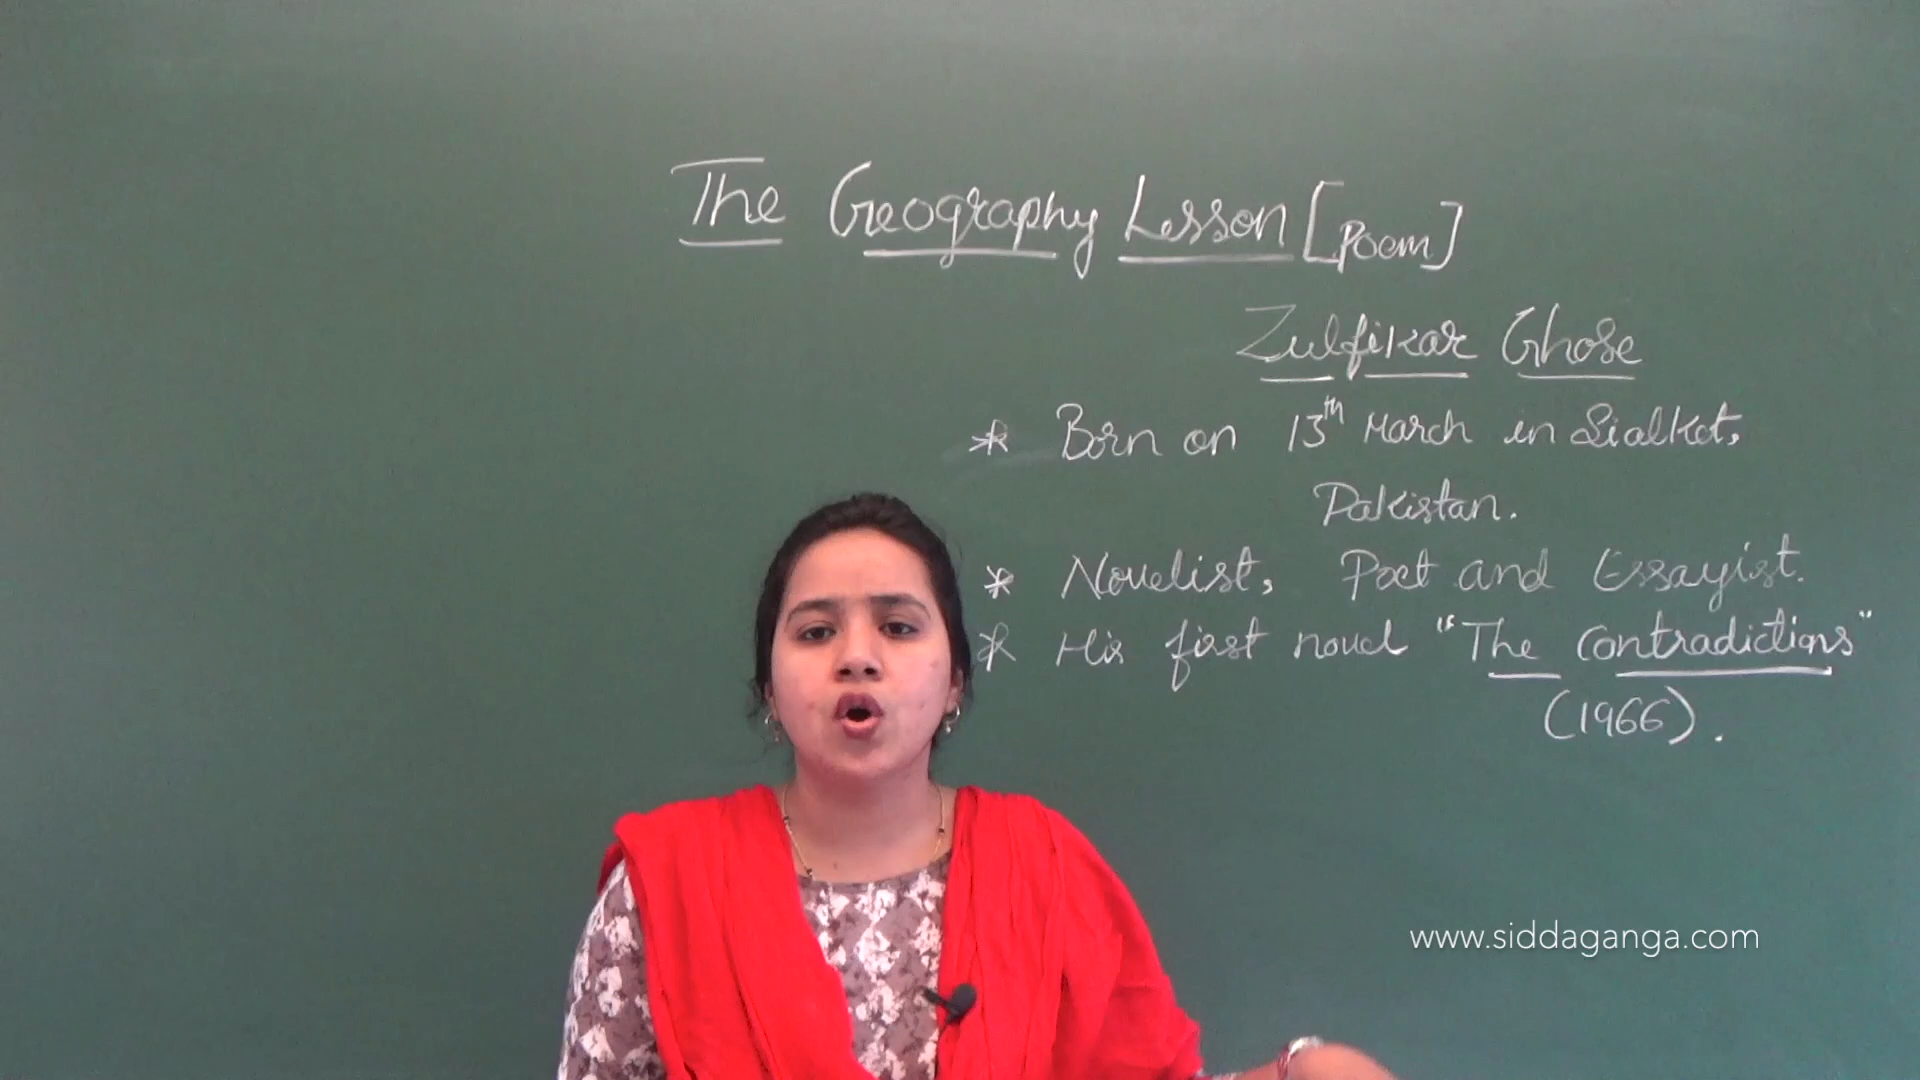 The Geography Lesson [Poem]
Zulfikar Ghose
* Born on 13th March in Sialkot,
Pakistan.
* Novelist, Poet and Essayist.
* His first novel "The Contradictions"
(1966).
www.siddaganga.com